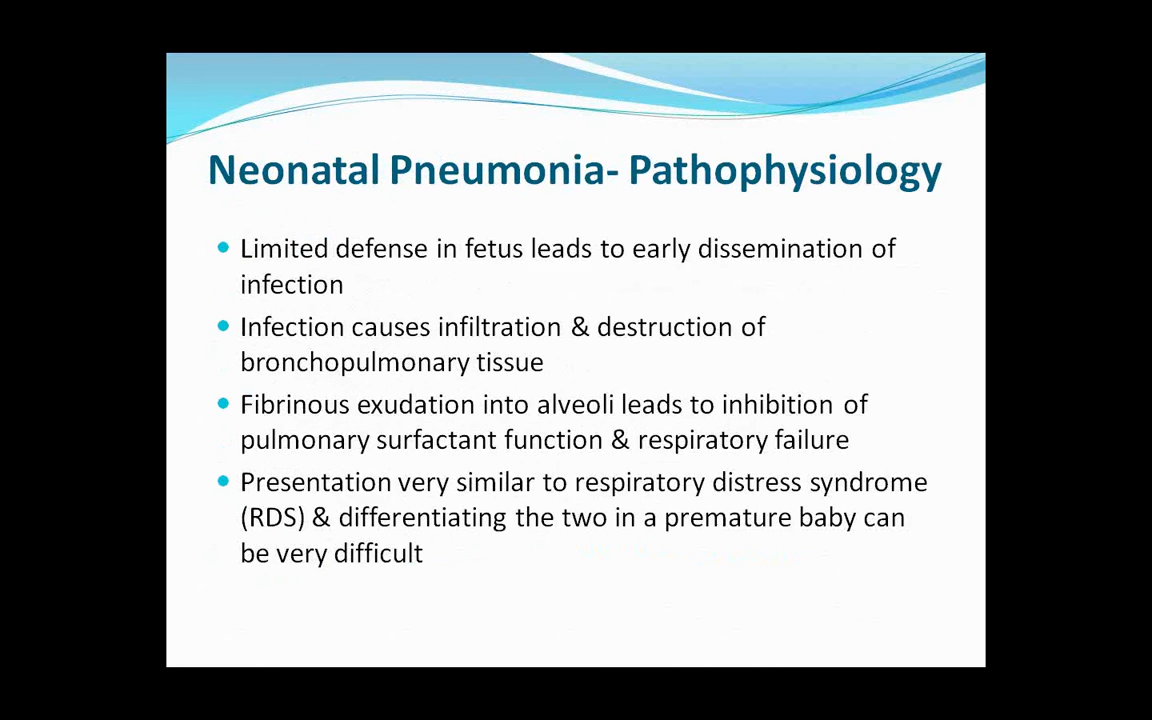 Neonatal Pneumonia- Pathophysiology
Limited defense in fetus leads to early dissemination of
infection
Infection causes infiltration & destruction of
bronchopulmonary tissue
Fibrinous exudation into alveoli leads to inhibition of
pulmonary surfactant function & respiratory failure
Presentation very similar to respiratory distress syndrome
(RDS) & differentiating the two in a premature baby can
be very difficult